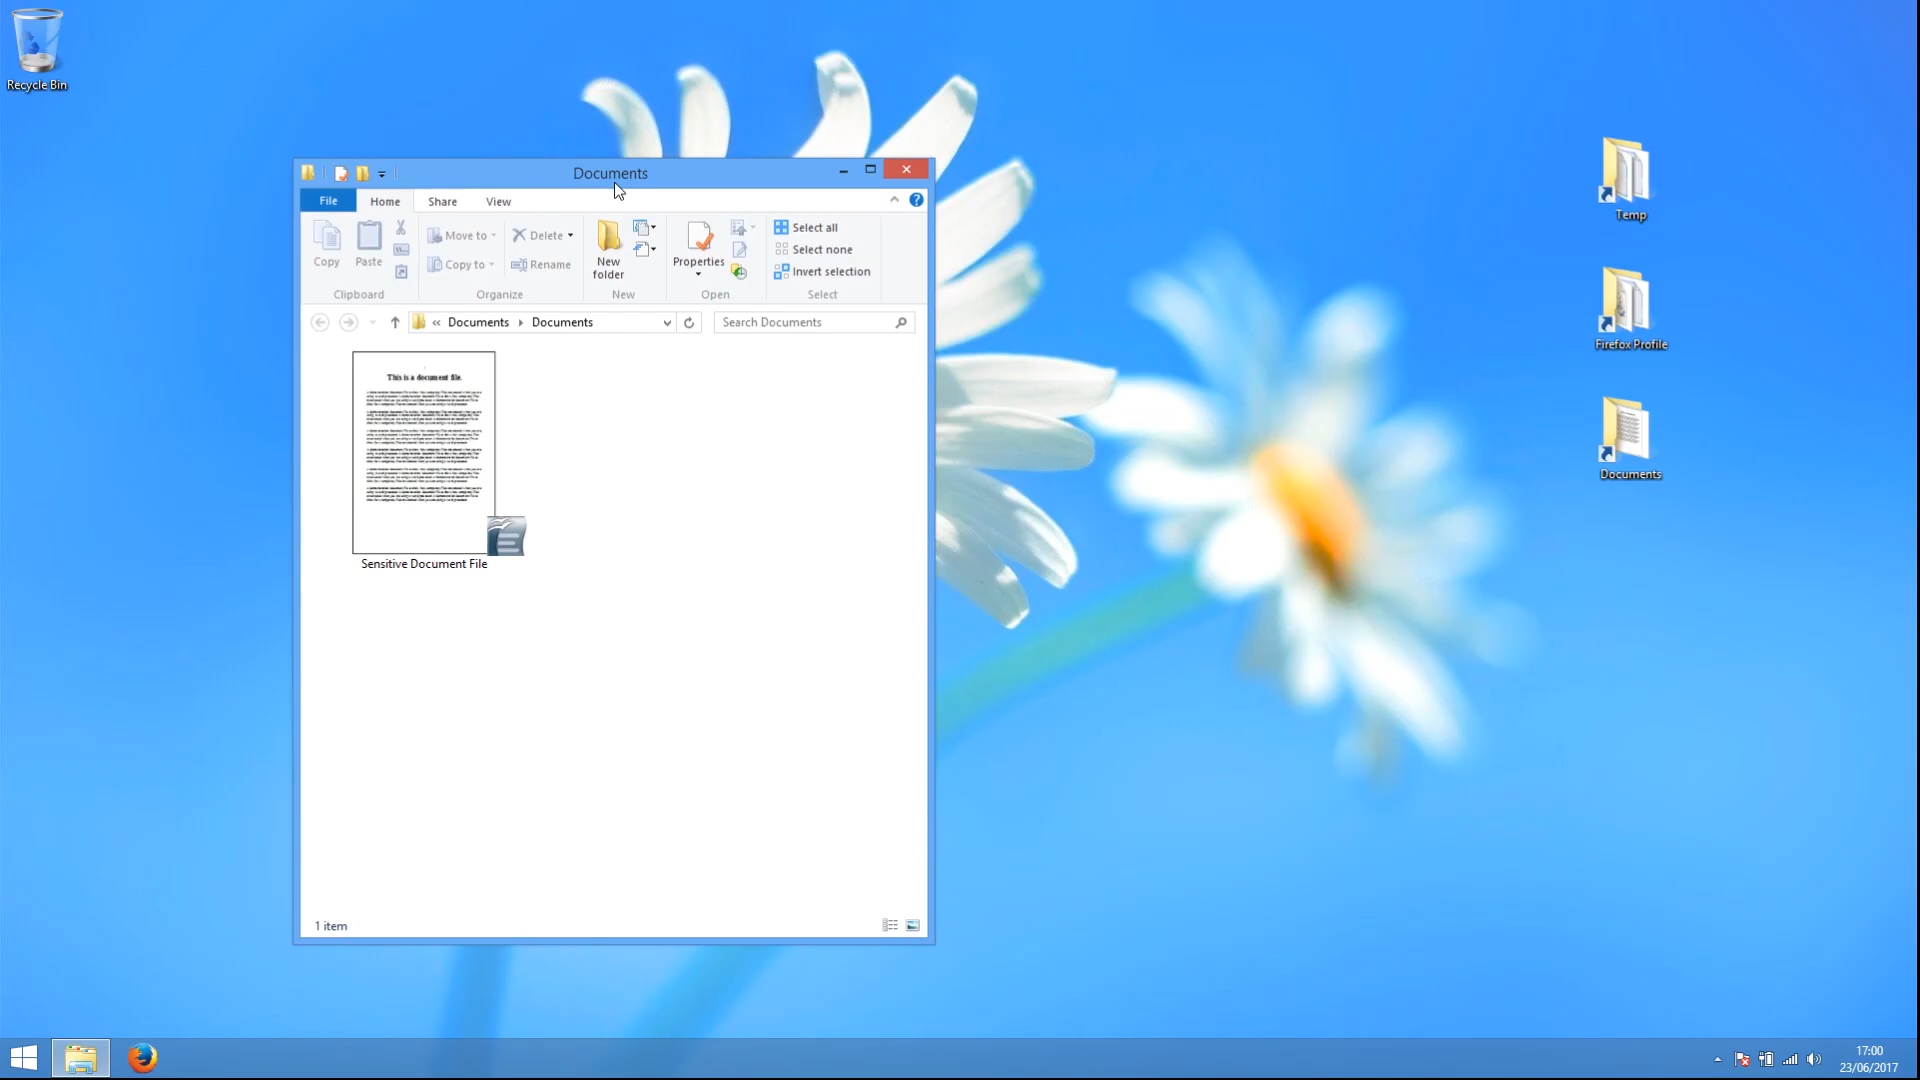 Recycle Bin
Documents
File
Home
Share
View
Copy
Paste
Clipboard
Move to
Copy to
Delete
Rename
Organize
New
folder
New
Properties
Open
Select all
Select none
Invert selection
Select
« Documents › Documents
Search Documents
This is a document file.
Sensitive Document File
1 item
Temp
Firefox Profile
Documents
17:00
23/06/2017